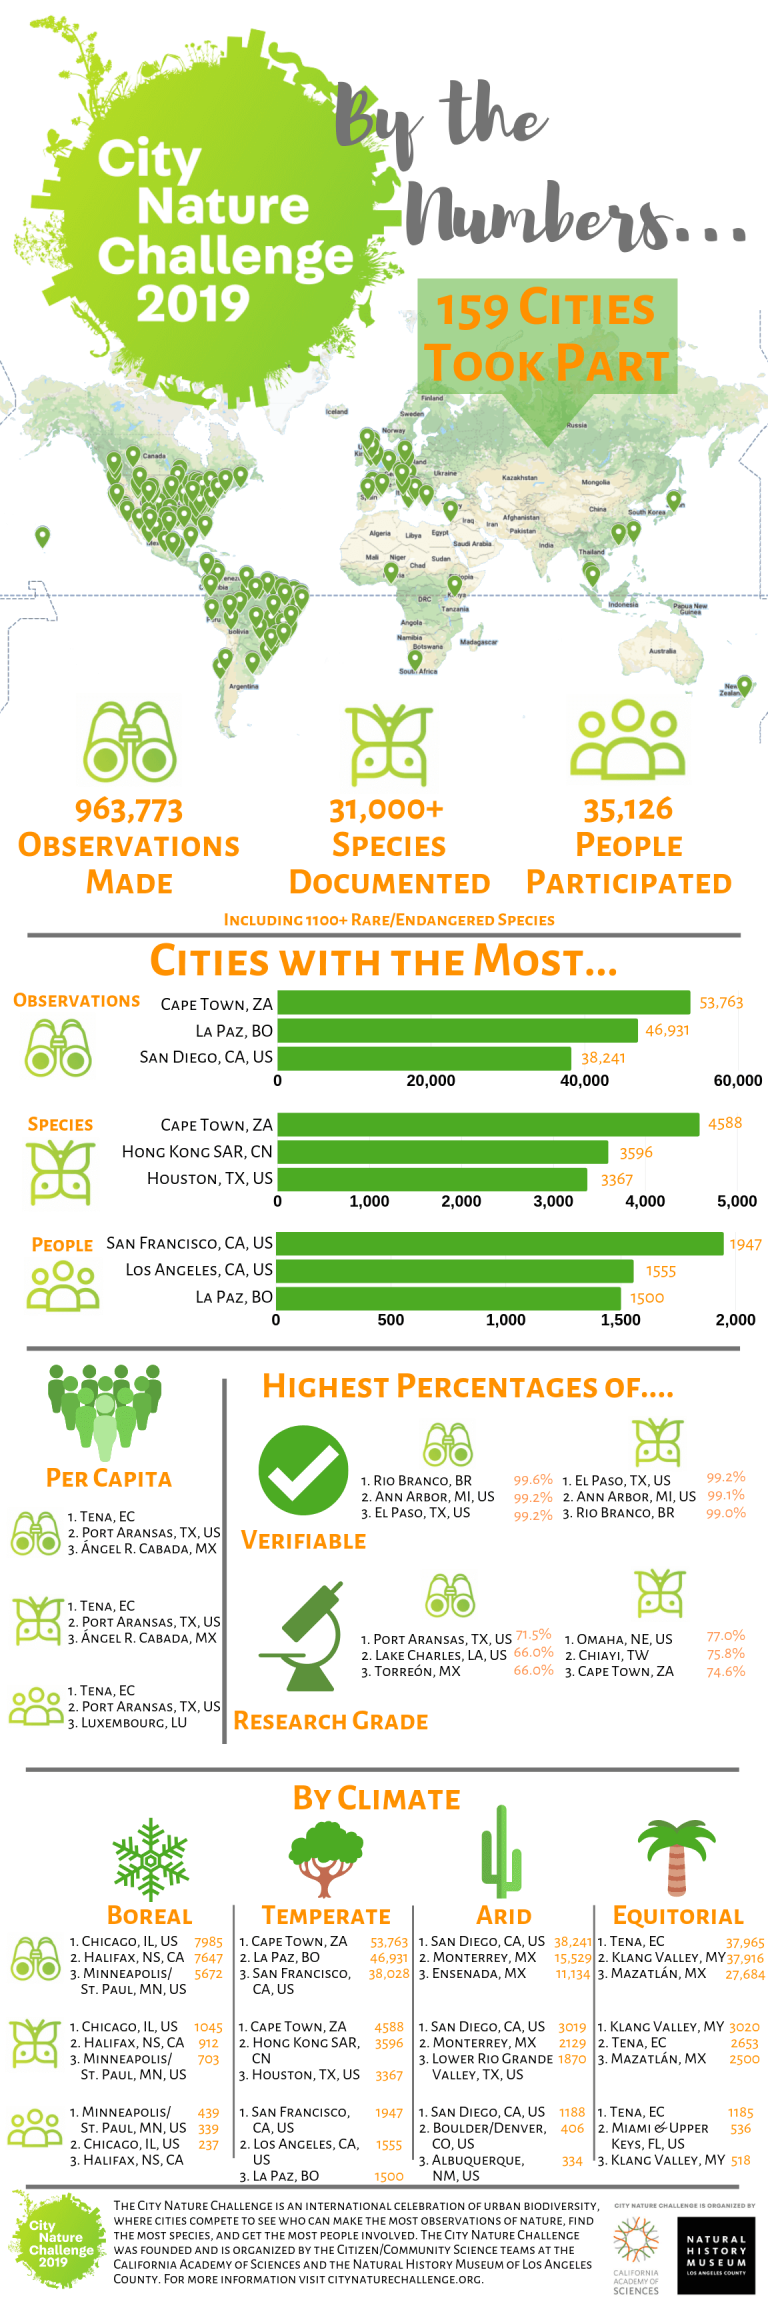 City
Nature
Challenge
2019
By the
Numbers...
159 Cities
Took Part
Finland
Iceland
Sweden
Norway
Russia
Canada
Ukraine
Kazakhstan
Mongolia
China
South Korea
Afghanistan
Iraq
Iran
Pakistan
Algeria
Libya
Egypt
Saudi Arabia
India
Thailand
Mali
Niger
Chad
Sudan
DRC
Kenya
Tanzania
Indonesia
Papua New
Guinea
Angola
Namibia
Botswana
Madagascar
Bolivia
South Africa
Australia
Argentina
New
Zealand
963,773
Observations
Made
31,000+
Species
Documented
35,126
People
Participated
Including 1100+ Rare/Endangered Species
Cities with the Most...
Observations
Cape Town, ZA 53,763
La Paz, BO 46,931
San Diego, CA, US 38,241
0 20,000 40,000 60,000
Species
Cape Town, ZA 4588
Hong Kong SAR, CN 3596
Houston, TX, US 3367
0 1,000 2,000 3,000 4,000 5,000
People
San Francisco, CA, US 1947
Los Angeles, CA, US 1555
La Paz, BO 1500
0 500 1,000 1,500 2,000
Per Capita
1. Tena, EC
2. Port Aransas, TX, US
3. Ángel R. Cabada, MX
1. Tena, EC
2. Port Aransas, TX, US
3. Ángel R. Cabada, MX
1. Tena, EC
2. Port Aransas, TX, US
3. Luxembourg, LU
Highest Percentages of....
Verifiable
1. Rio Branco, BR 99.6%
2. Ann Arbor, MI, US 99.2%
3. El Paso, TX, US 99.2%
1. El Paso, TX, US 99.2%
2. Ann Arbor, MI, US 99.1%
3. Rio Branco, BR 99.0%
Research Grade
1. Port Aransas, TX, US 71.5%
2. Lake Charles, LA, US 66.0%
3. Torreón, MX 66.0%
1. Omaha, NE, US 77.0%
2. Chiayi, TW 75.8%
3. Cape Town, ZA 74.6%
By Climate
Boreal
1. Chicago, IL, US 7985
2. Halifax, NS, CA 7647
3. Minneapolis/ 5672
St. Paul, MN, US
1. Chicago, IL, US 1045
2. Halifax, NS, CA 912
3. Minneapolis/ 703
St. Paul, MN, US
1. Minneapolis/ 439
St. Paul, MN, US 339
2. Chicago, IL, US 237
3. Halifax, NS, CA
Temperate
1. Cape Town, ZA 53,763
2. La Paz, BO 46,931
3. San Francisco, 38,028
CA, US
1. Cape Town, ZA 4588
2. Hong Kong SAR, 3596
CN
3. Houston, TX, US 3367
1. San Francisco, 1947
CA, US
2. Los Angeles, CA, 1555
US
3. La Paz, BO 1500
Arid
1. San Diego, CA, US 38,241
2. Monterrey, MX 15,529
3. Ensenada, MX 11,134
1. San Diego, CA, US 3019
2. Monterrey, MX 2129
3. Lower Rio Grande 1870
Valley, TX, US
1. San Diego, CA, US 1188
2. Boulder/Denver, 406
CO, US
3. Albuquerque, 334
NM, US
Equitorial
1. Tena, EC 37,965
2. Klang Valley, MY 37,916
3. Mazatlán, MX 27,684
1. Klang Valley, MY 3020
2. Tena, EC 2653
3. Mazatlán, MX 2500
1. Tena, EC 1185
2. Miami & Upper 536
Keys, FL, US
3. Klang Valley, MY 518
City
Nature
Challenge
2019
The City Nature Challenge is an international celebration of urban biodiversity,
where cities compete to see who can make the most observations of nature, find
the most species, and get the most people involved. The City Nature Challenge
was founded and is organized by the Citizen/Community Science teams at the
California Academy of Sciences and the Natural History Museum of Los Angeles
County. For more information visit citynaturechallenge.org.
CITY NATURE CHALLENGE IS ORGANIZED BY
CALIFORNIA
ACADEMY OF
SCIENCES
NATURAL
HISTORY
MUSEUM
LOS ANGELES COUNTY